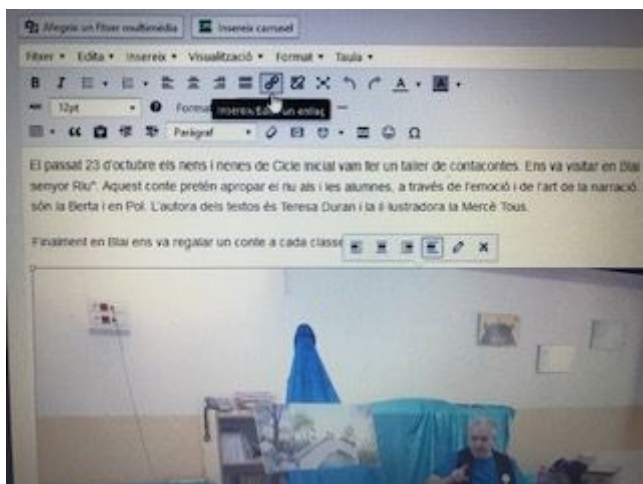 Afegeix un fitxer multimèdia Insereix carrusel
Fitxer Edita Insereix Visualització Format Taula
B I A A
12pt Format
Insereix/Edita un enllaç
Paràgraf Ω
El passat 23 d'octubre els nens i nenes de Cicle Inicial vam fer un taller de contacontes. Ens va visitar en Blai
senyor Riu". Aquest conte pretén apropar el riu als i les alumnes, a través de l'emoció i de l'art de la narració
són la Berta i en Pol. L'autora dels textos és Teresa Duran i la il·lustradora la Mercè Tous.
Finalment en Blai ens va regalar un conte a cada classe